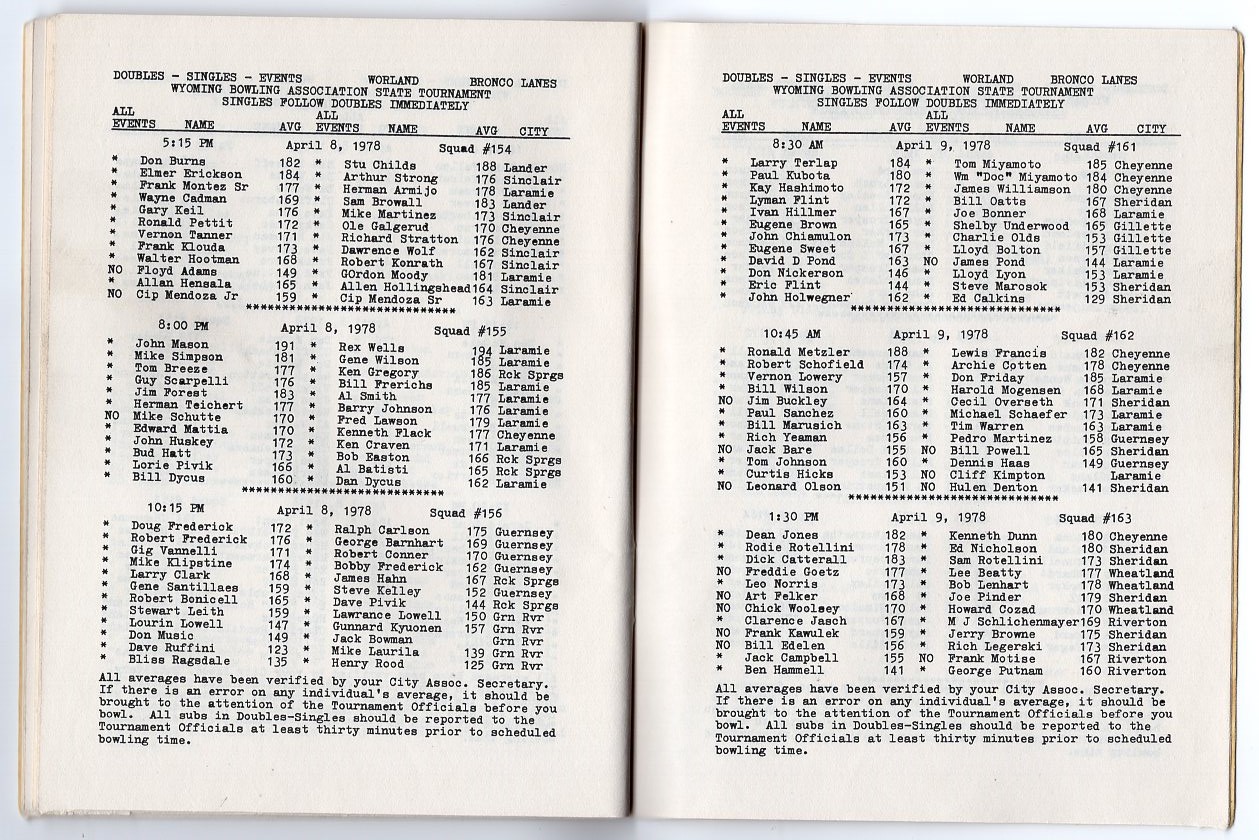 DOUBLES - SINGLES - EVENTS WORLAND BRONCO LANES
WYOMING BOWLING ASSOCIATION STATE TOURNAMENT
SINGLES FOLLOW DOUBLES IMMEDIATELY
ALL ALL
EVENTS NAME AVG EVENTS NAME AVG CITY
5:15 PM April 8, 1978 Squad #154
* Don Burns 182 * Stu Childs 188 Lander
* Elmer Erickson 184 * Arthur Strong 176 Sinclair
* Frank Montez Sr 177 * Herman Armijo 178 Laramie
* Wayne Cadman 169 * Sam Browall 183 Lander
* Gary Keil 176 * Mike Martinez 173 Sinclair
* Ronald Pettit 172 * Ole Galgerud 170 Cheyenne
* Vernon Tanner 171 * Richard Stratton 176 Cheyenne
* Frank Klouda 173 * Dawrence Wolf 162 Sinclair
* Walter Hootman 168 * Robert Konrath 167 Sinclair
NO Floyd Adams 149 * GOrdon Moody 181 Laramie
* Allan Hensala 165 * Allen Hollingshead 164 Sinclair
NO Cip Mendoza Jr 159 * Cip Mendoza Sr 163 Laramie
******************************
8:00 PM April 8, 1978 Squad #155
* John Mason 191 * Rex Wells 194 Laramie
* Mike Simpson 181 * Gene Wilson 185 Laramie
* Tom Breeze 177 * Ken Gregory 186 Rck Sprgs
* Guy Scarpelli 176 * Bill Frerichs 185 Laramie
* Jim Forest 183 * Al Smith 177 Laramie
* Herman Teichert 177 * Barry Johnson 176 Laramie
NO Mike Schutte 170 * Fred Lawson 179 Laramie
* Edward Mattia 170 * Kenneth Flack 177 Cheyenne
* John Huskey 172 * Ken Craven 171 Laramie
* Bud Hatt 173 * Bob Easton 166 Rck Sprgs
* Lorie Pivik 166 * Al Batisti 165 Rck Sprgs
* Bill Dycus 160 * Dan Dycus 162 Laramie
*****************************
10:15 PM April 8, 1978 Squad #156
* Doug Frederick 172 * Ralph Carlson 175 Guernsey
* Robert Frederick 176 * George Barnhart 169 Guernsey
* Gig Vannelli 171 * Robert Conner 170 Guernsey
* Mike Klipstine 174 * Bobby Frederick 162 Guernsey
* Larry Clark 168 * James Hahn 167 Rck Sprgs
* Gene Santillaes 159 * Steve Kelley 152 Guernsey
* Robert Bonicell 165 * Dave Pivik 144 Rck Sprgs
* Stewart Leith 159 * Lawrance Lowell 150 Grn Rvr
* Lourin Lowell 147 * Gunnard Kyuonen 157 Grn Rvr
* Don Music 149 * Jack Bowman Grn Rvr
* Dave Ruffini 123 * Mike Laurila 139 Grn Rvr
* Bliss Ragsdale 135 * Henry Rood 125 Grn Rvr
All averages have been verified by your City Assoc. Secretary.
If there is an error on any individual's average, it should be
brought to the attention of the Tournament Officials before you
bowl. All subs in Doubles-Singles should be reported to the
Tournament Officials at least thirty minutes prior to scheduled
bowling time.
DOUBLES - SINGLES - EVENTS WORLAND BRONCO LANES
WYOMING BOWLING ASSOCIATION STATE TOURNAMENT
SINGLES FOLLOW DOUBLES IMMEDIATELY
ALL ALL
EVENTS NAME AVG EVENTS NAME AVG CITY
8:30 AM April 9, 1978 Squad #161
* Larry Terlap 184 * Tom Miyamoto 185 Cheyenne
* Paul Kubota 180 * Wm "Doc" Miyamoto 184 Cheyenne
* Kay Hashimoto 172 * James Williamson 180 Cheyenne
* Lyman Flint 172 * Bill Oatts 167 Sheridan
* Ivan Hillmer 167 * Joe Bonner 168 Laramie
* Eugene Brown 165 * Shelby Underwood 165 Gillette
* John Chiamulon 173 * Charlie Olds 153 Gillette
* Eugene Sweet 167 * Lloyd Bolton 157 Gillette
* David D Pond 163 NO James Pond 144 Laramie
* Don Nickerson 146 * Lloyd Lyon 153 Laramie
* Eric Flint 144 * Steve Marosok 153 Sheridan
* John Holwegner 162 * Ed Calkins 129 Sheridan
******************************
10:45 AM April 9, 1978 Squad #162
* Ronald Metzler 188 * Lewis Francis 182 Cheyenne
* Robert Schofield 174 * Archie Cotten 178 Cheyenne
* Vernon Lowery 157 * Don Friday 185 Laramie
* Bill Wilson 170 * Harold Mogensen 168 Laramie
NO Jim Buckley 164 * Cecil Overseth 171 Sheridan
* Paul Sanchez 160 * Michael Schaefer 173 Laramie
* Bill Marusich 163 * Tim Warren 163 Laramie
* Rich Yeaman 156 * Pedro Martinez 158 Guernsey
NO Jack Bare 155 NO Bill Powell 165 Sheridan
* Tom Johnson 160 * Dennis Haas 149 Guernsey
* Curtis Hicks 153 NO Cliff Kimpton Laramie
NO Leonard Olson 151 NO Hulen Denton 141 Sheridan
******************************
1:30 PM April 9, 1978 Squad #163
* Dean Jones 182 * Kenneth Dunn 180 Cheyenne
* Rodie Rotellini 178 * Ed Nicholson 180 Sheridan
* Dick Catterall 183 * Sam Rotellini 173 Sheridan
NO Freddie Goetz 177 * Lee Beatty 177 Wheatland
* Leo Norris 173 * Bob Lenhart 178 Wheatland
NO Art Felker 168 * Joe Pinder 179 Sheridan
NO Chick Woolsey 170 * Howard Cozad 170 Wheatland
* Clarence Jasch 167 * M J Schlichenmayer 169 Riverton
NO Frank Kawulek 159 * Jerry Browne 175 Sheridan
NO Bill Edelen 156 * Rich Legerski 173 Sheridan
* Jack Campbell 155 NO Frank Motise 167 Riverton
* Ben Hammell 141 * George Putnam 160 Riverton
All averages have been verified by your City Assoc. Secretary.
If there is an error on any individual's average, it should be
brought to the attention of the Tournament Officials before you
bowl. All subs in Doubles-Singles should be reported to the
Tournament Officials at least thirty minutes prior to scheduled
bowling time.